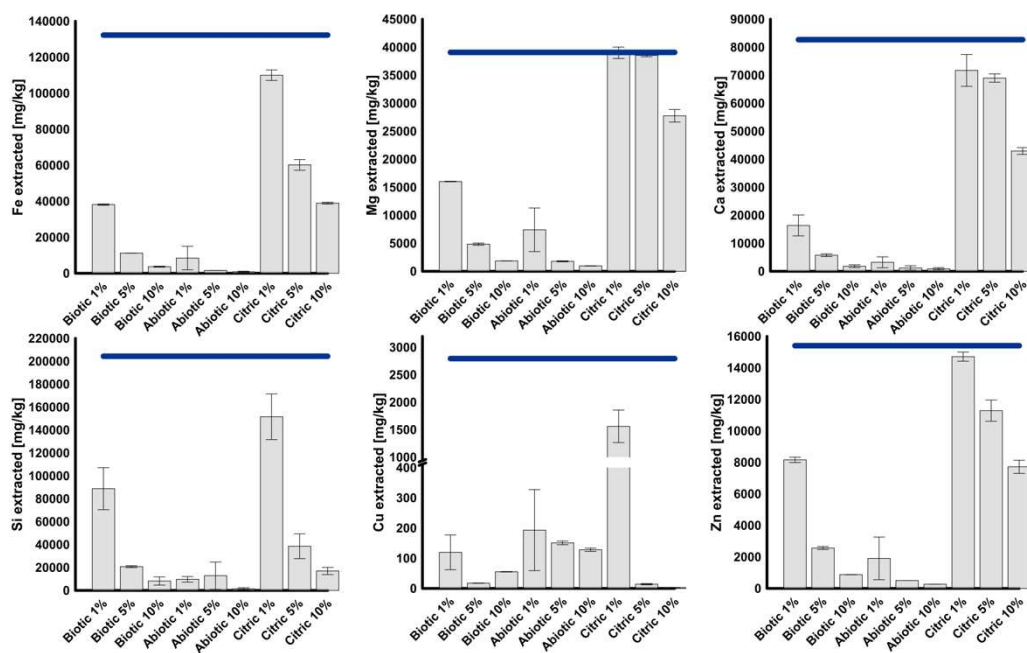 Fe extracted [mg/kg]
140000
120000
100000
80000
60000
40000
20000
0
Biotic 1%
Biotic 5%
Biotic 10%
Abiotic 1%
Abiotic 5%
Abiotic 10%
Citric 1%
Citric 5%
Citric 10%
Mg extracted [mg/kg]
45000
40000
35000
30000
25000
20000
15000
10000
5000
0
Biotic 1%
Biotic 5%
Biotic 10%
Abiotic 1%
Abiotic 5%
Abiotic 10%
Citric 1%
Citric 5%
Citric 10%
Ca extracted [mg/kg]
90000
80000
70000
60000
50000
40000
30000
20000
10000
0
Biotic 1%
Biotic 5%
Biotic 10%
Abiotic 1%
Abiotic 5%
Abiotic 10%
Citric 1%
Citric 5%
Citric 10%
Si extracted [mg/kg]
220000
200000
180000
160000
140000
120000
100000
80000
60000
40000
20000
0
Biotic 1%
Biotic 5%
Biotic 10%
Abiotic 1%
Abiotic 5%
Abiotic 10%
Citric 1%
Citric 5%
Citric 10%
Cu extracted [mg/kg]
3000
2500
2000
1500
1000
400
300
200
100
0
Biotic 1%
Biotic 5%
Biotic 10%
Abiotic 1%
Abiotic 5%
Abiotic 10%
Citric 1%
Citric 5%
Citric 10%
Zn extracted [mg/kg]
16000
14000
12000
10000
8000
6000
4000
2000
0
Biotic 1%
Biotic 5%
Biotic 10%
Abiotic 1%
Abiotic 5%
Abiotic 10%
Citric 1%
Citric 5%
Citric 10%